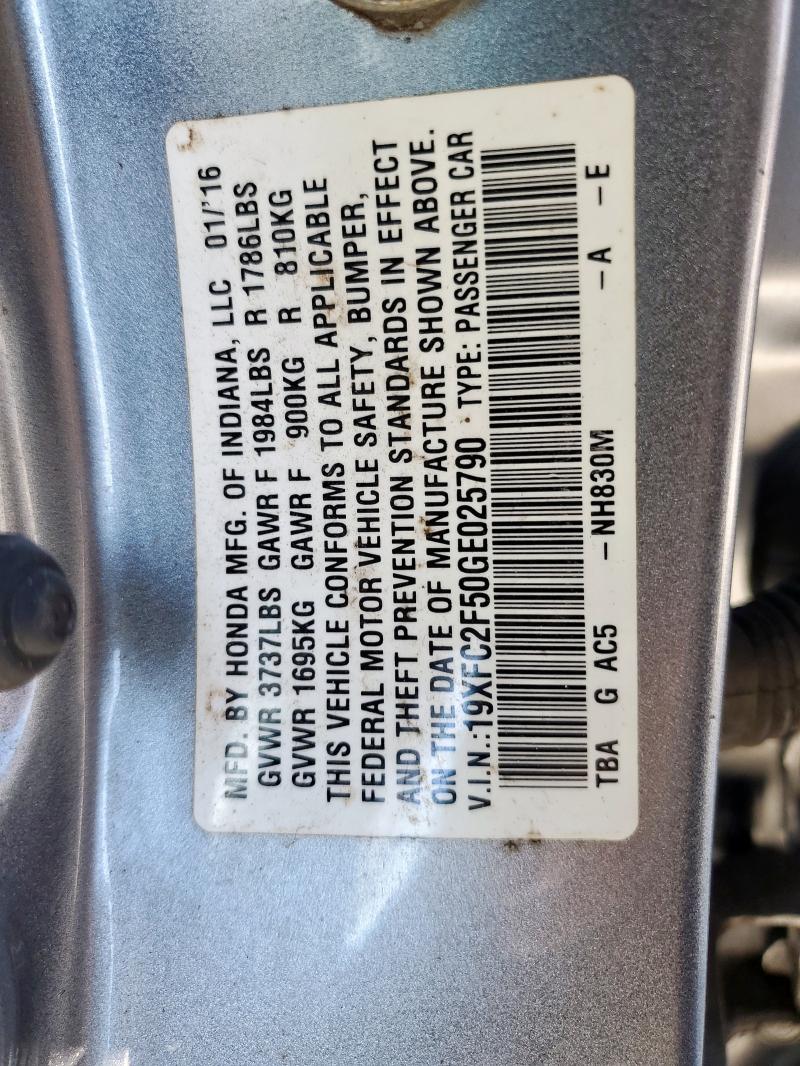 MFD. BY HONDA MFG. OF INDIANA, LLC 01/'16
GVWR 3737LBS GAWR F 1984LBS R 1786LBS
GVWR 1695KG GAWR F 900KG R 810KG
THIS VEHICLE CONFORMS TO ALL APPLICABLE
FEDERAL MOTOR VEHICLE SAFETY, BUMPER,
AND THEFT PREVENTION STANDARDS IN EFFECT
ON THE DATE OF MANUFACTURE SHOWN ABOVE.
V.I.N.:19XFC2F50GE025790 · TYPE: PASSENGER CAR
TBA G AC5 –NH830M –A –E